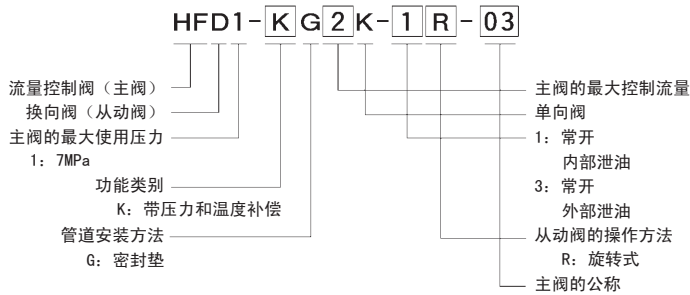 HFD1-KG2K-1R-03
流量控制阀（主阀）
换向阀（从动阀）
主阀的最大使用压力
1：7MPa
功能类别
K：带压力和温度补偿
管道安装方法
G：密封垫
主阀的最大控制流量
单向阀
1：常开
内部泄油
3：常开
外部泄油
从动阀的操作方法
R：旋转式
主阀的公称